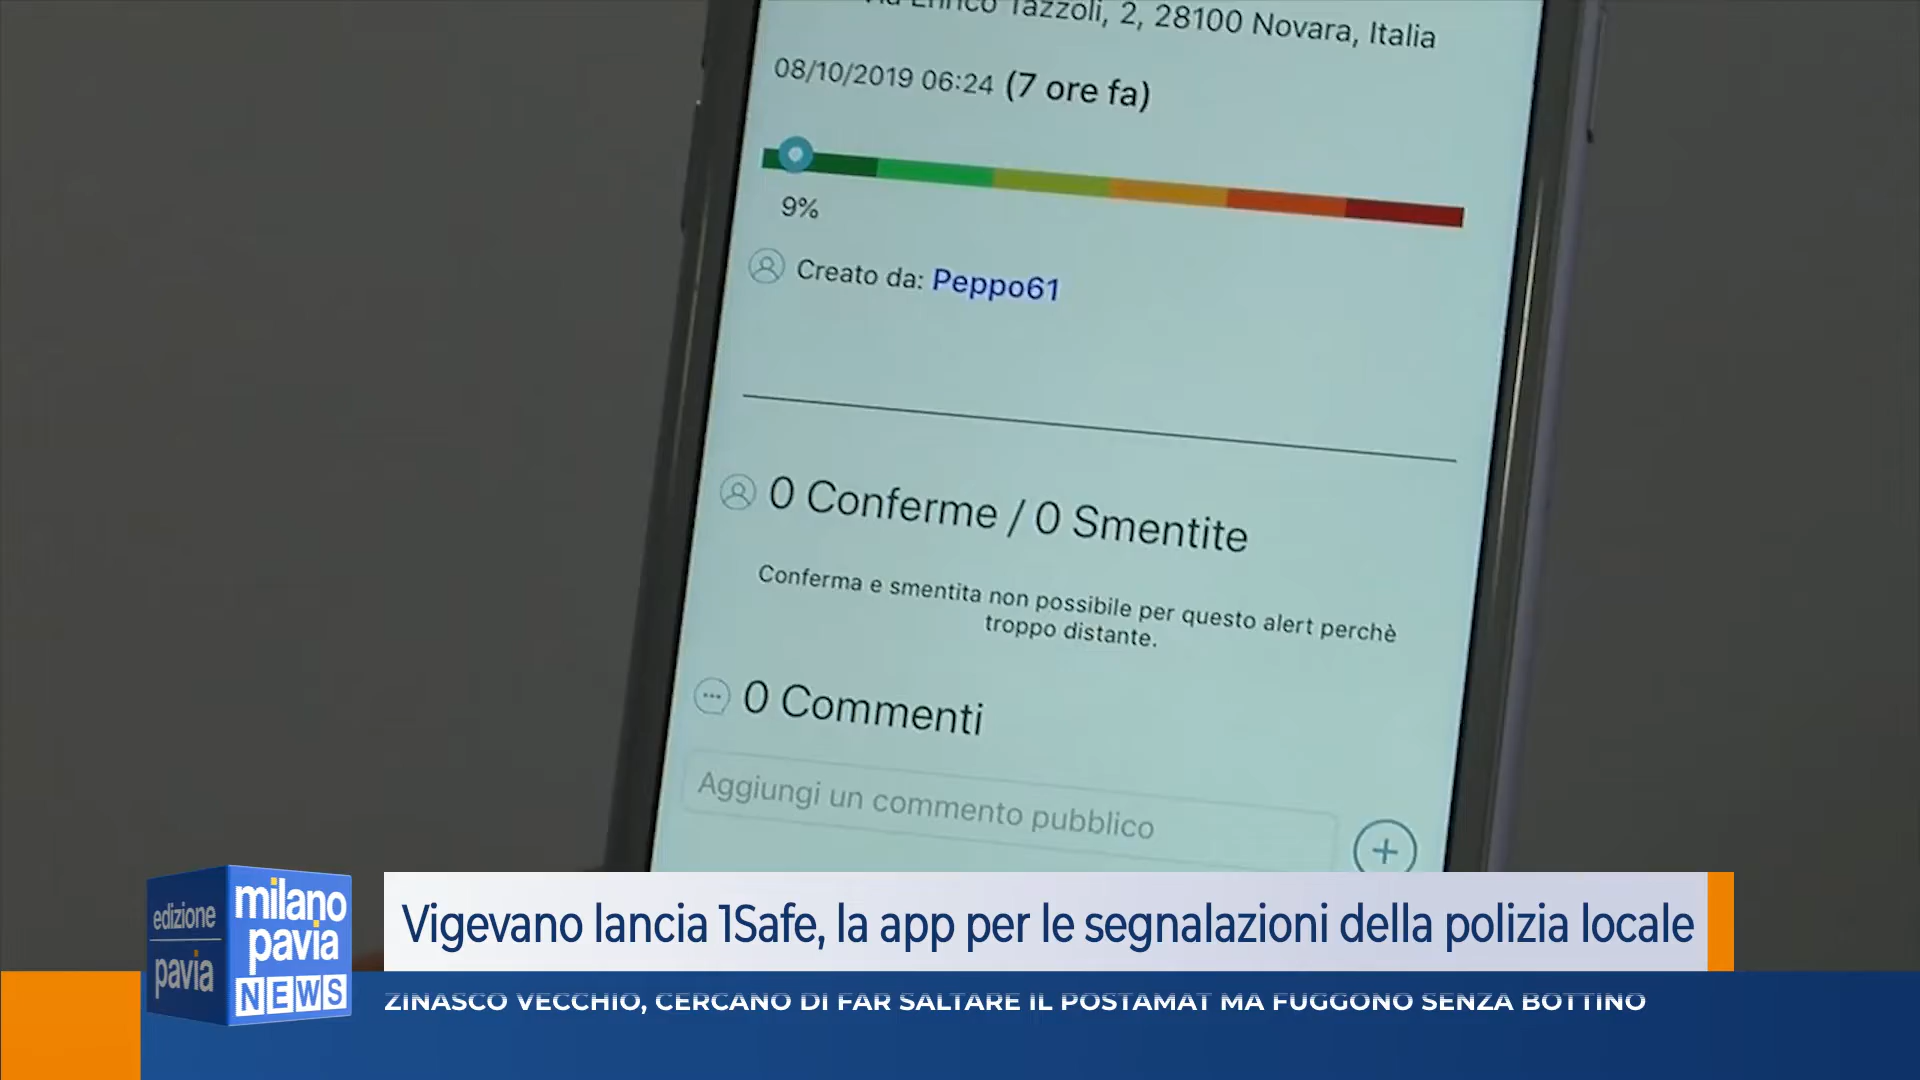 Enrico Tazzoli, 2, 28100 Novara, Italia
08/10/2019 06:24 (7 ore fa)
9%
Creato da: Peppo61
0 Conferme / 0 Smentite
Conferma e smentita non possibile per questo alert perchè
troppo distante.
0 Commenti
Aggiungi un commento pubblico
edizione
pavia
milano
pavia
NEWS
Vigevano lancia 1Safe, la app per le segnalazioni della polizia locale
ZINASCO VECCHIO, CERCANO DI FAR SALTARE IL POSTAMAT MA FUGGONO SENZA BOTTINO